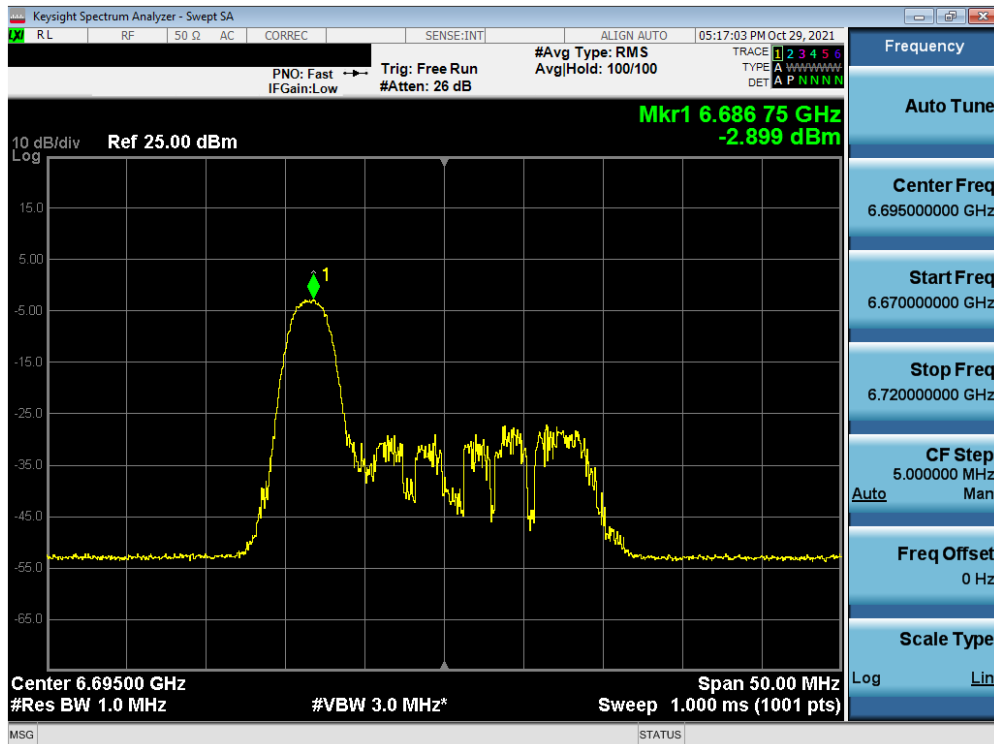 Keysight Spectrum Analyzer - Swept SA
LXI RL RF 50 Ω AC CORREC SENSE:INT ALIGN AUTO 05:17:03 PM Oct 29, 2021
PNO: Fast
IFGain:Low
Trig: Free Run
#Atten: 26 dB
#Avg Type: RMS
Avg|Hold: 100/100
TRACE 1 2 3 4 5 6
TYPE A WWWWW
DET A P N N N N
Mkr1 6.686 75 GHz
-2.899 dBm
10 dB/div Ref 25.00 dBm
Log
15.0
5.00
1
-5.00
-15.0
-25.0
-35.0
-45.0
-55.0
-65.0
Center 6.69500 GHz Span 50.00 MHz
#Res BW 1.0 MHz #VBW 3.0 MHz* Sweep 1.000 ms (1001 pts)
MSG STATUS
Frequency
Auto Tune
Center Freq
6.695000000 GHz
Start Freq
6.670000000 GHz
Stop Freq
6.720000000 GHz
CF Step
5.000000 MHz
Auto Man
Freq Offset
0 Hz
Scale Type
Log Lin